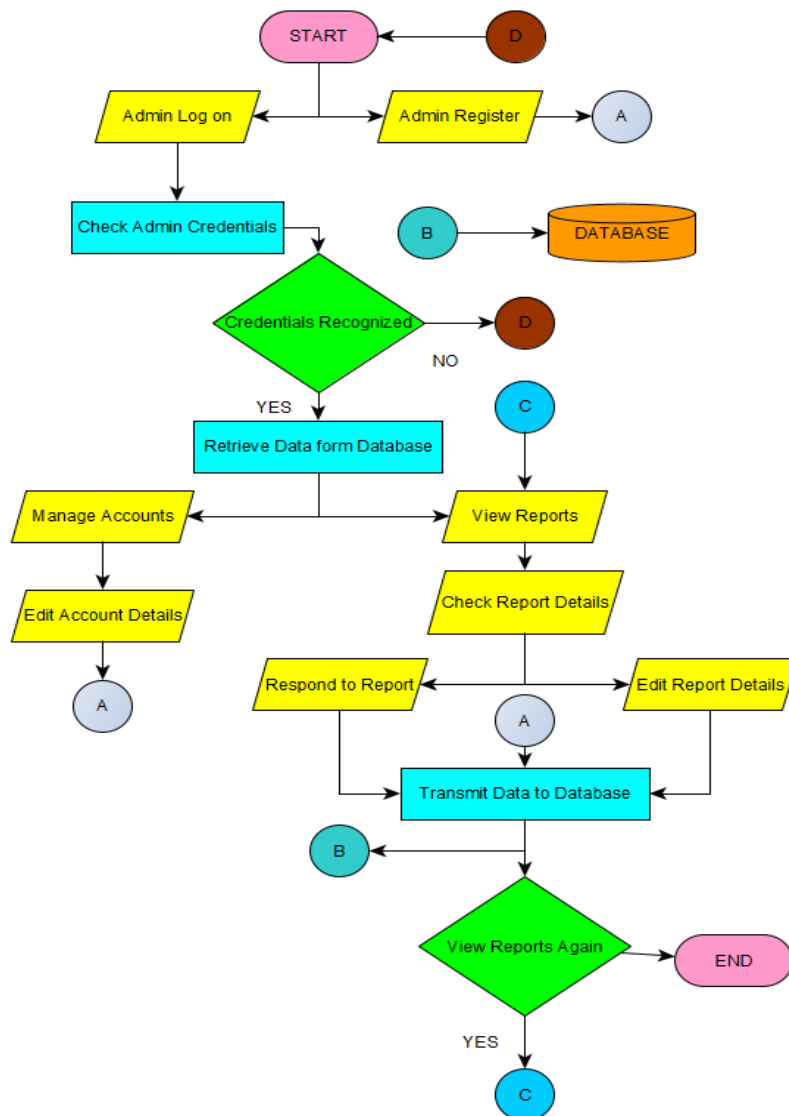 START
D
Admin Log on
Admin Register
A
Check Admin Credentials
B
DATABASE
Credentials Recognized
D
NO
YES
C
Retrieve Data form Database
Manage Accounts
View Reports
Check Report Details
Edit Account Details
Respond to Report
Edit Report Details
A
A
Transmit Data to Database
B
View Reports Again
END
YES
C